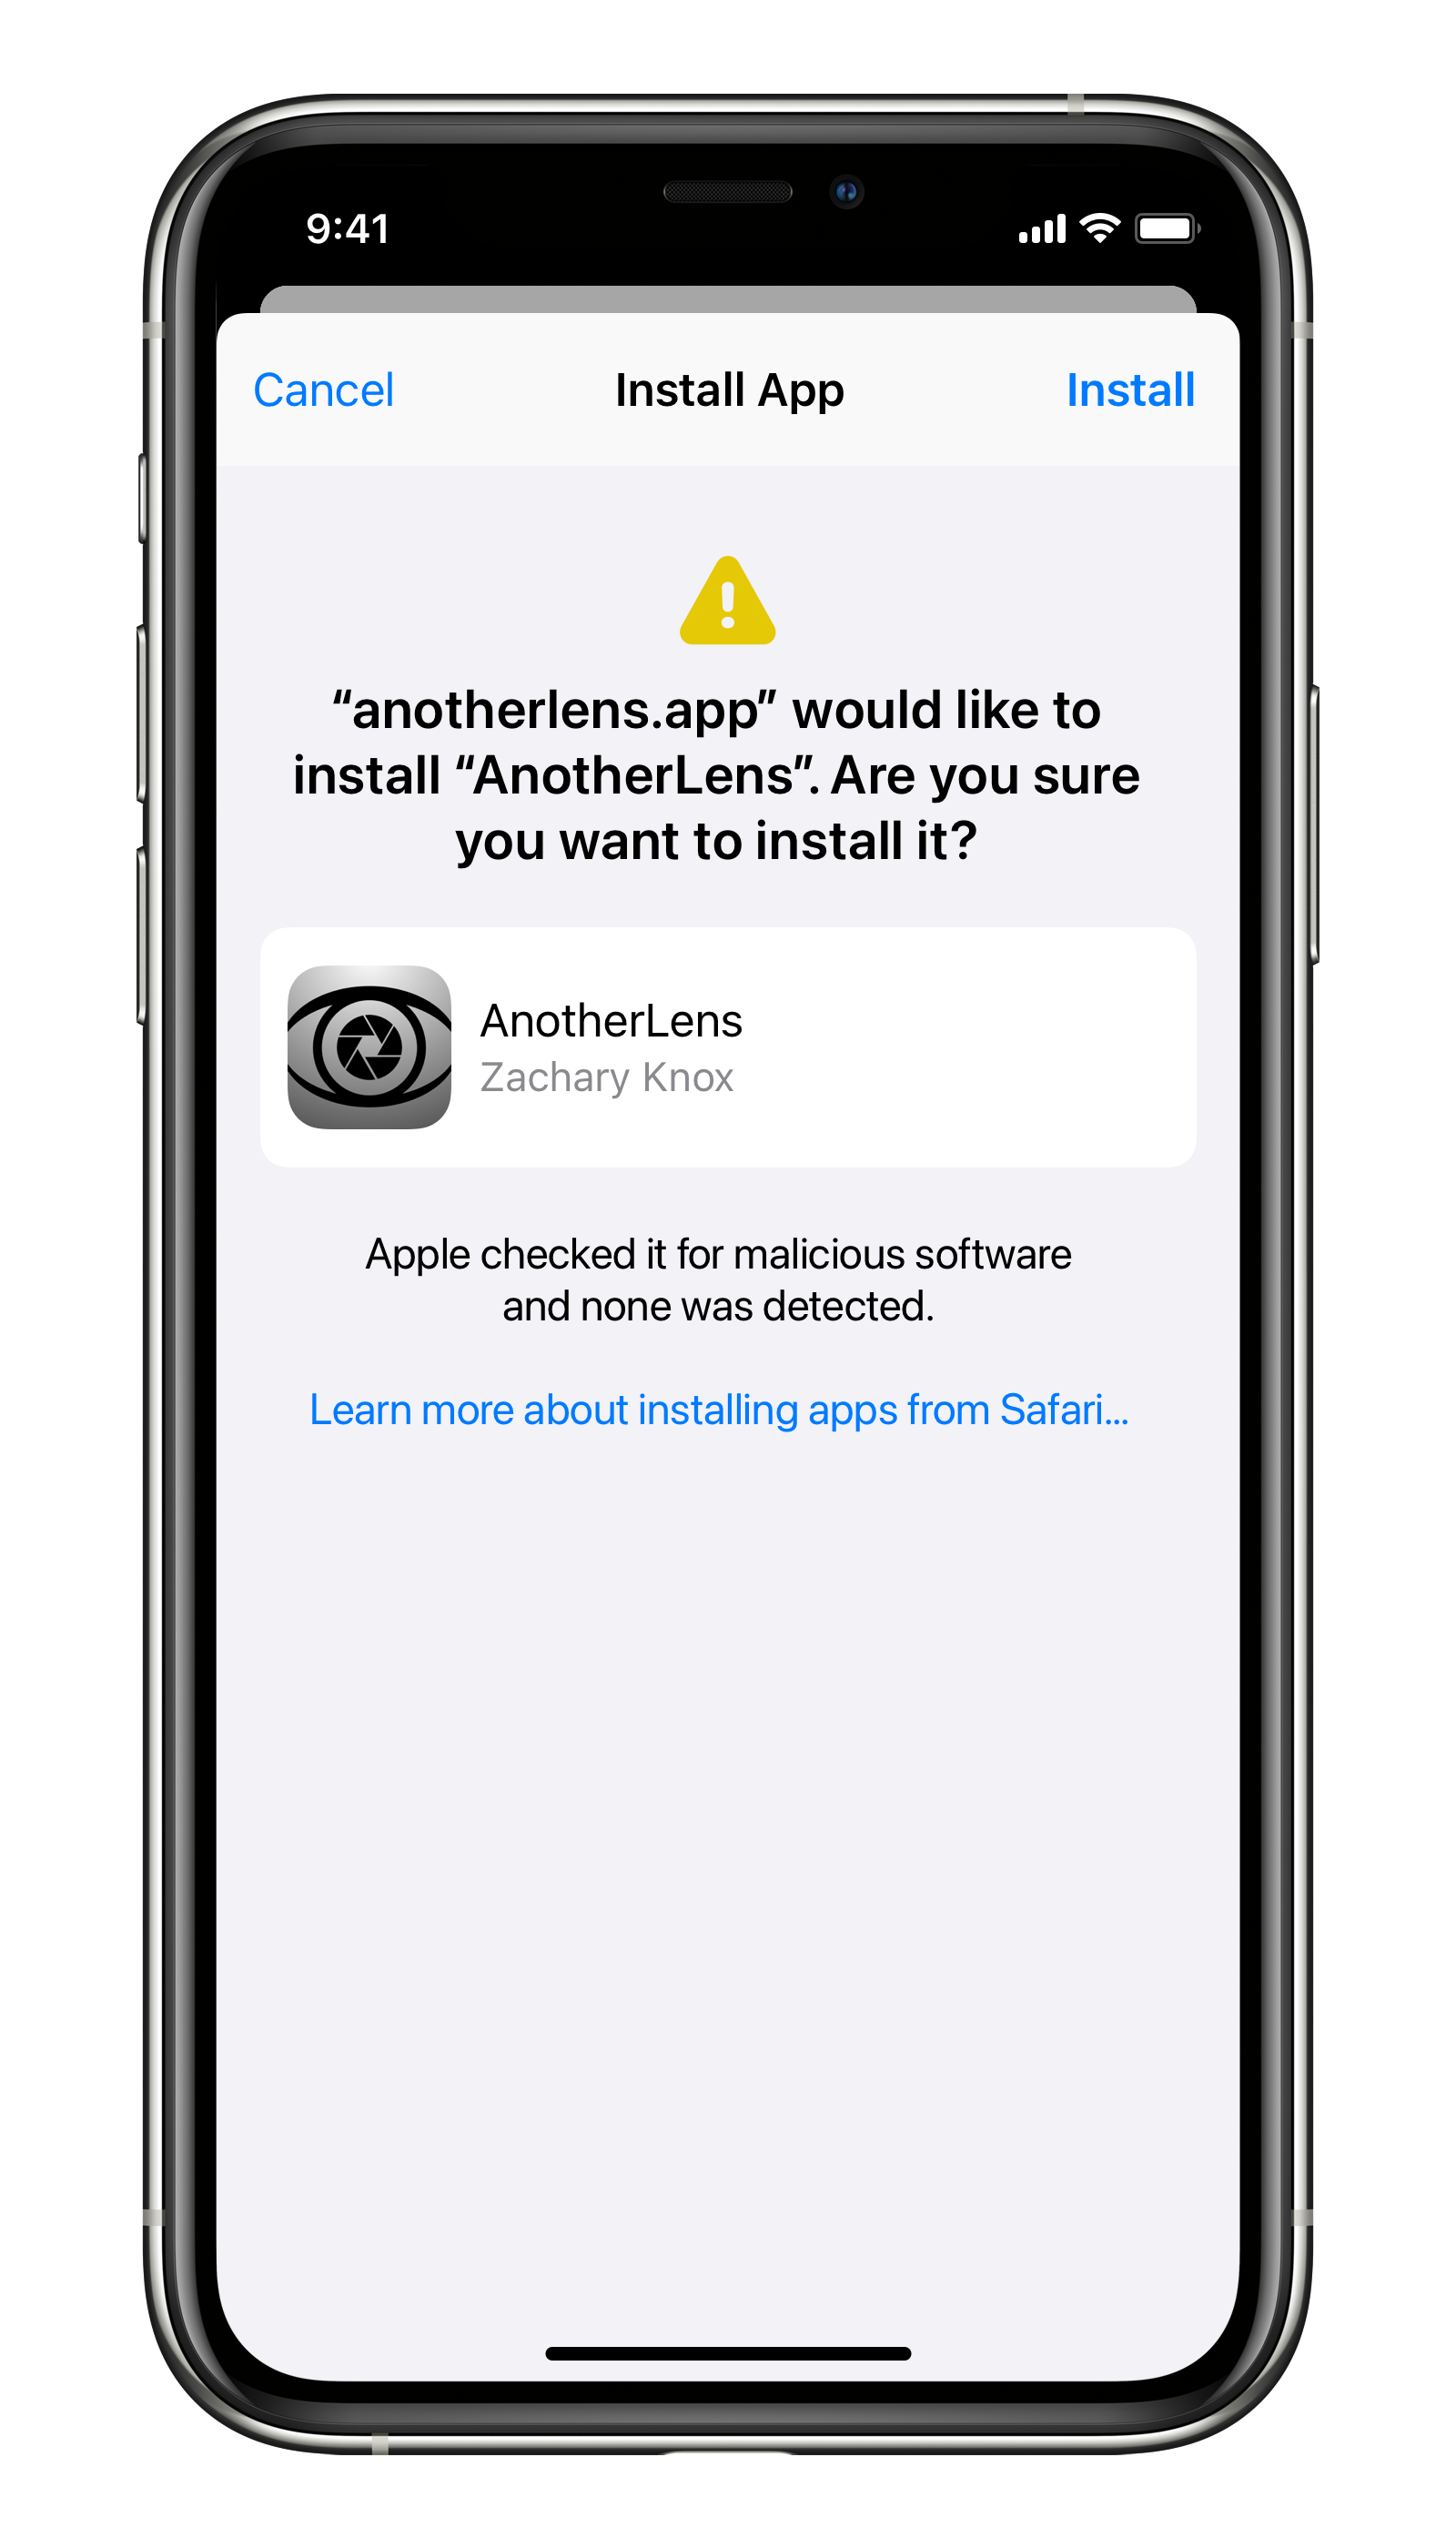 9:41
Cancel Install App Install
“anotherlens.app” would like to
install “AnotherLens”. Are you sure
you want to install it?
AnotherLens
Zachary Knox
Apple checked it for malicious software
and none was detected.
Learn more about installing apps from Safari...